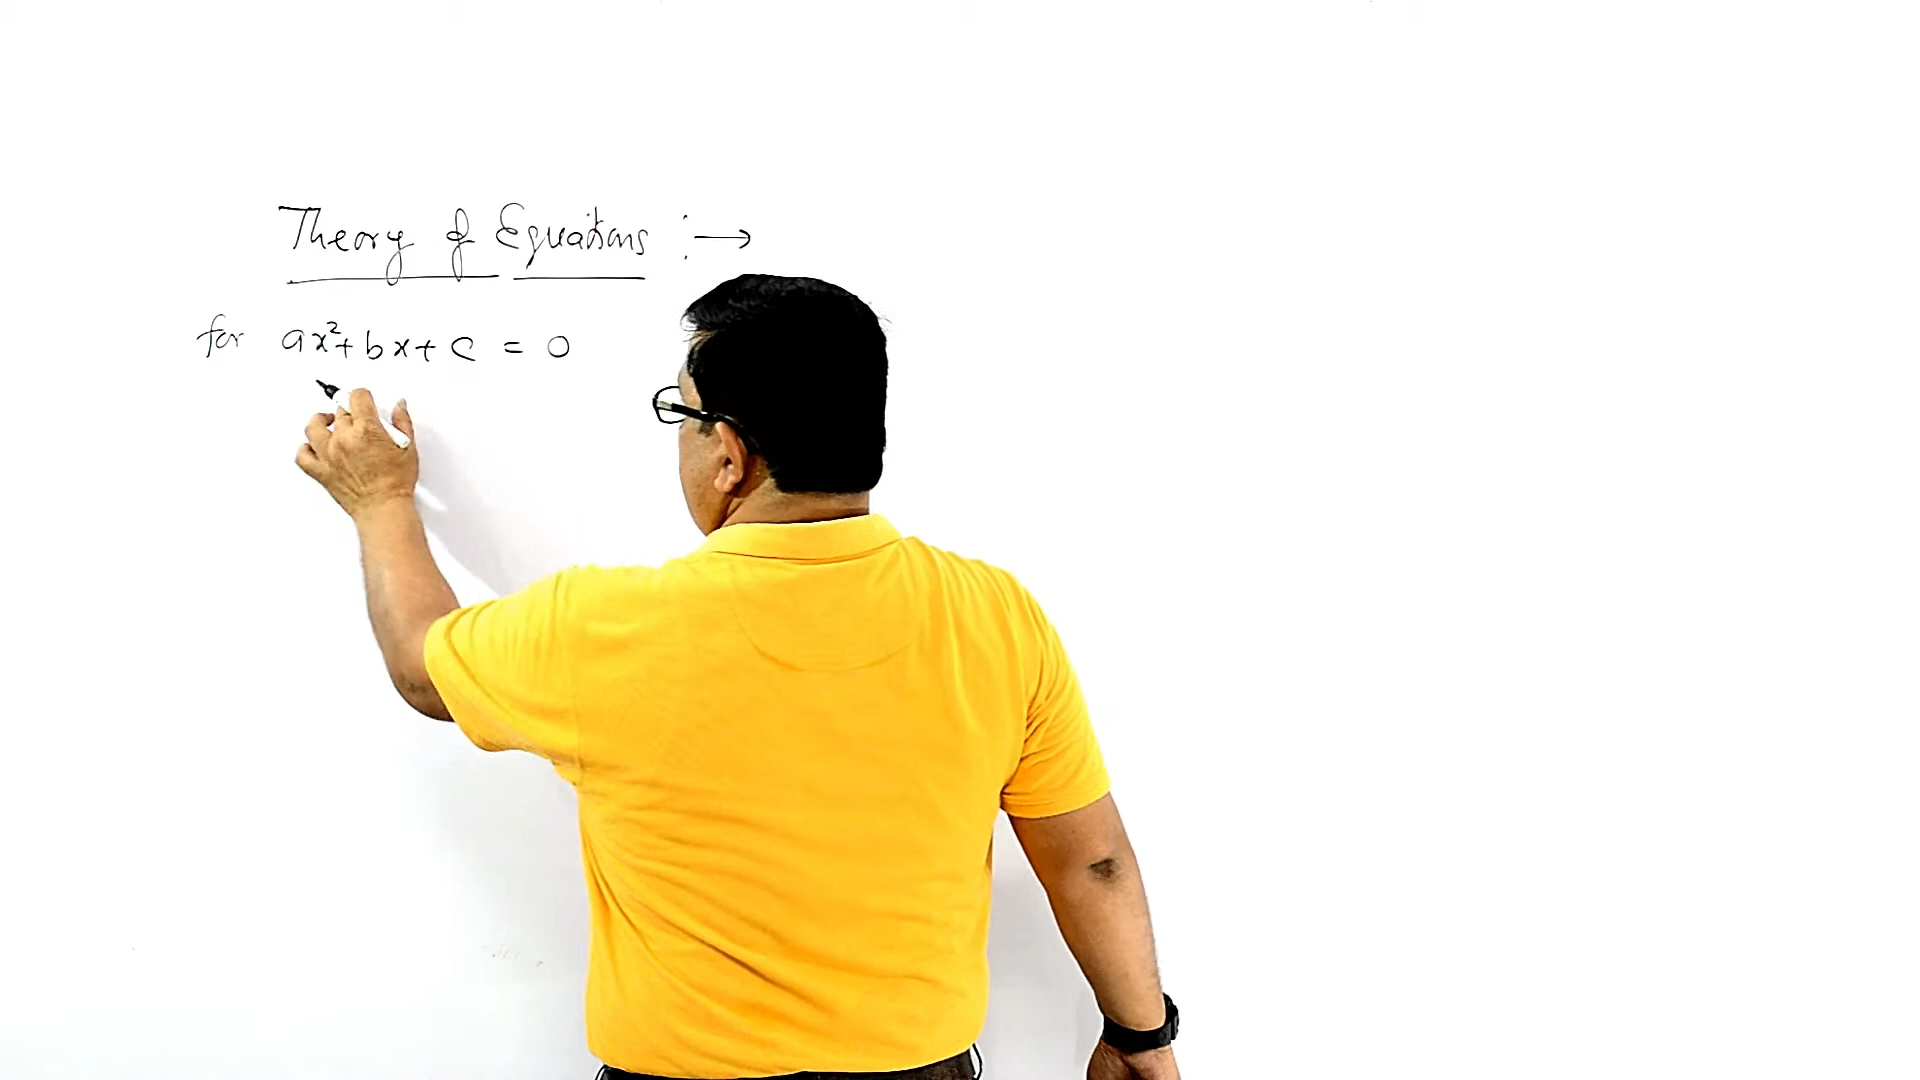 Theory of Equations :→
for ax²+bx+c = 0